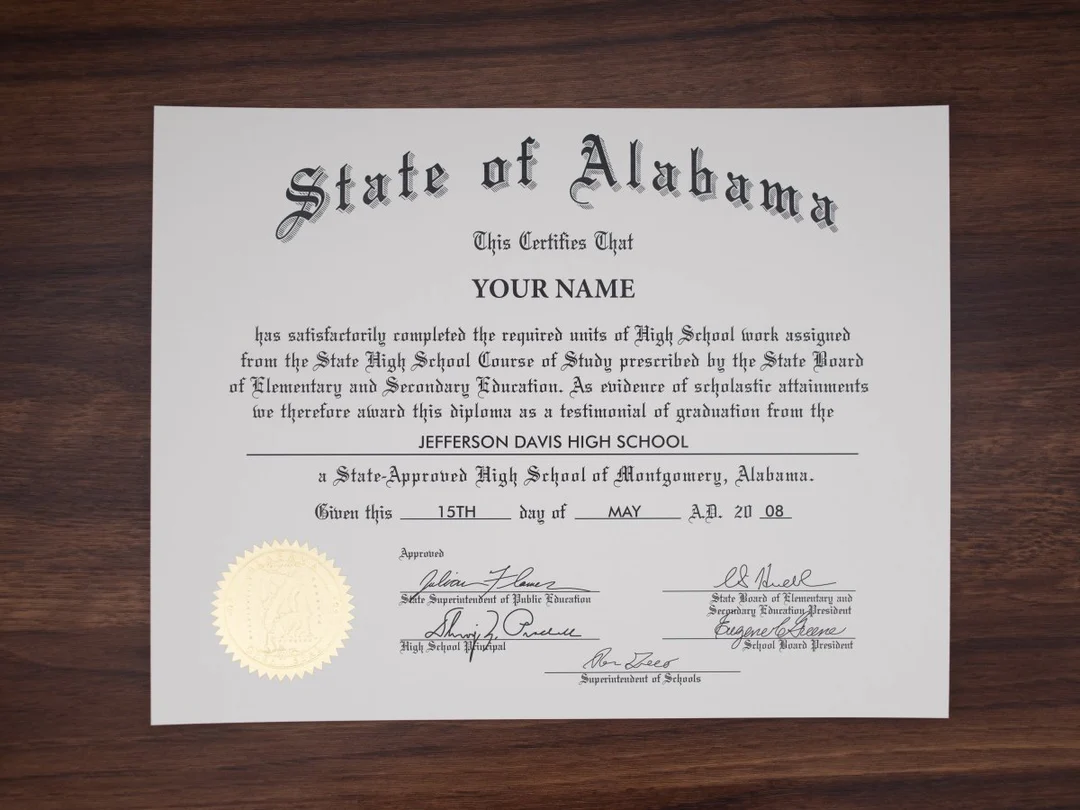 State of Alabama
This Certifies That
YOUR NAME
has satisfactorily completed the required units of High School work assigned
from the State High School Course of Study prescribed by the State Board
of Elementary and Secondary Education. As evidence of scholastic attainments
we therefore award this diploma as a testimonial of graduation from the
JEFFERSON DAVIS HIGH SCHOOL
a State-Approved High School of Montgomery, Alabama.
Given this 15TH day of MAY A.D. 20 08
Approved
State Superintendent of Public Education
State Board of Elementary and
Secondary Education President
High School Principal
Eugene C Greene
School Board President
Superintendent of Schools